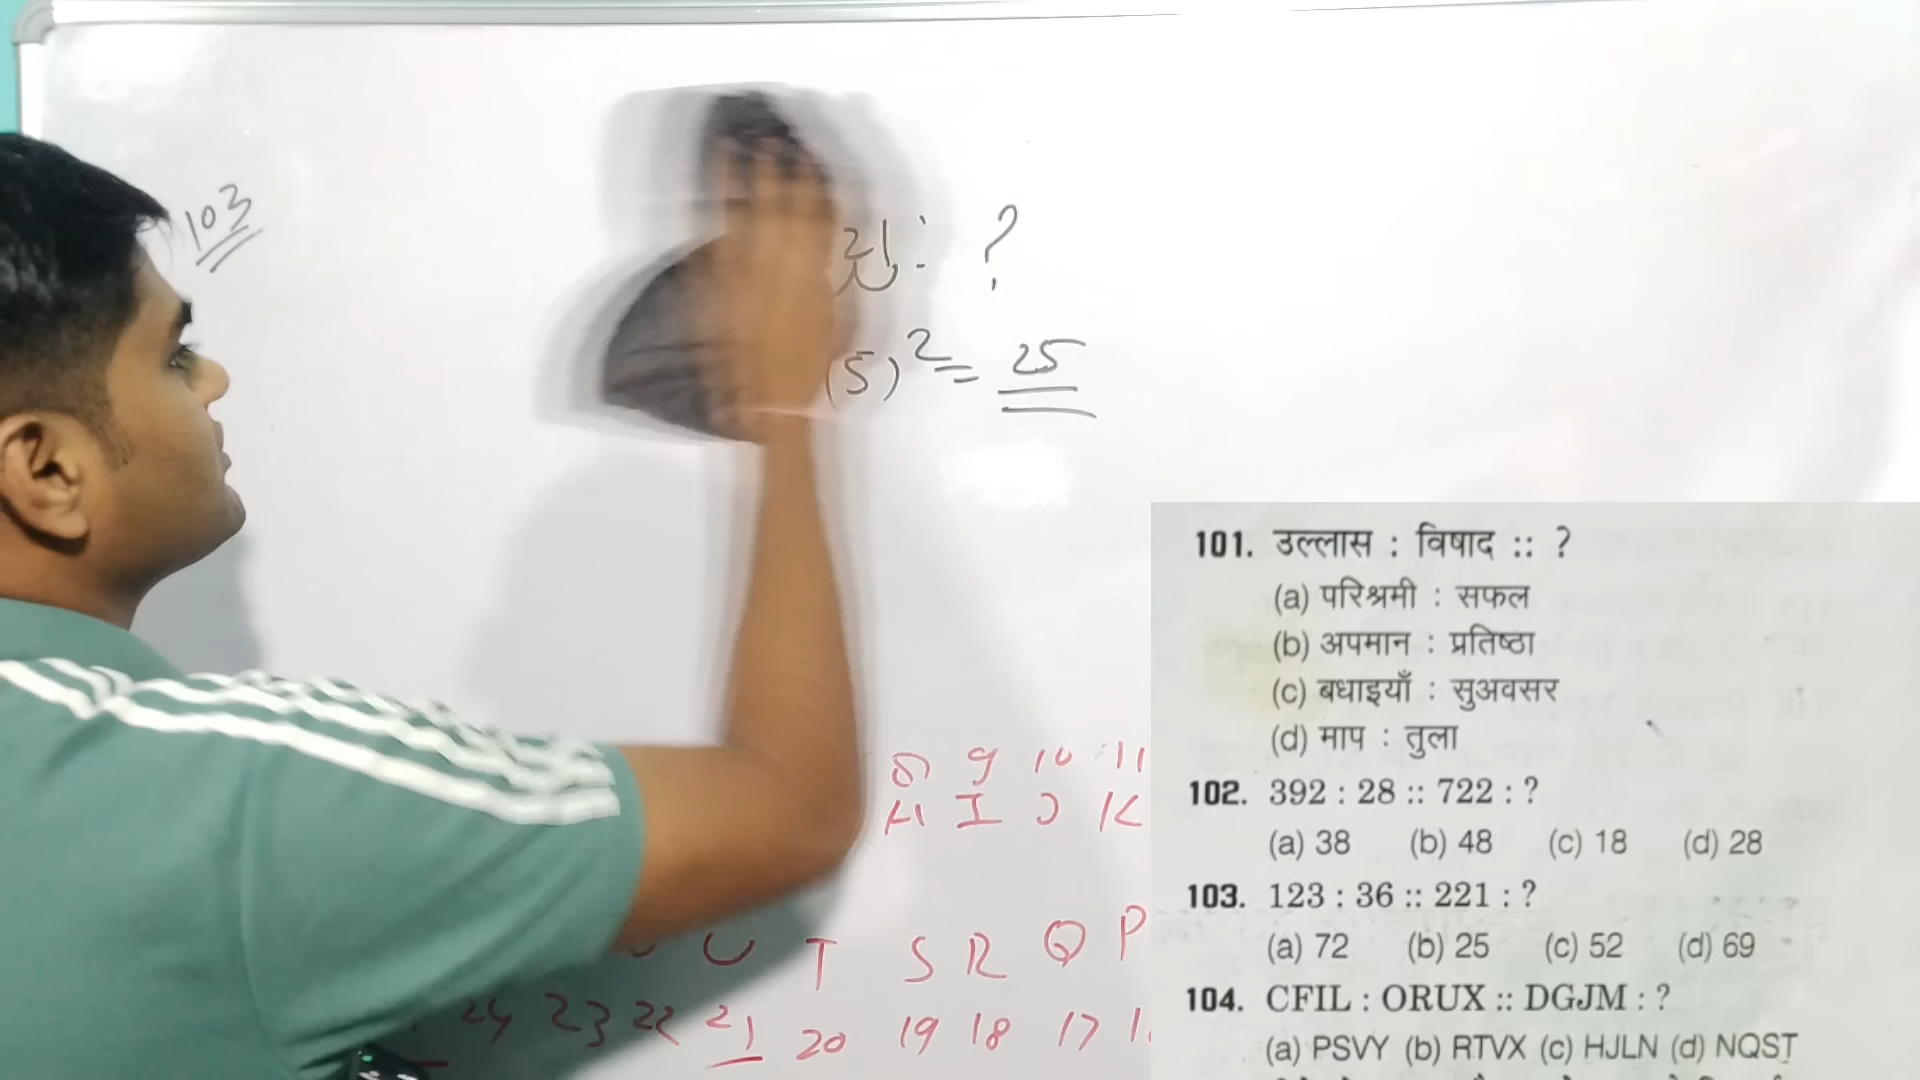 103
21 : ?
(5)² = 25
8 9 10 11
H I J K
U T S R Q P
24 23 22 21 20 19 18 17
101. उल्लास : विषाद :: ?
(a) परिश्रमी : सफल
(b) अपमान : प्रतिष्ठा
(c) बधाइयाँ : सुअवसर
(d) माप : तुला
102. 392 : 28 :: 722 : ?
(a) 38 (b) 48 (c) 18 (d) 28
103. 123 : 36 :: 221 : ?
(a) 72 (b) 25 (c) 52 (d) 69
104. CFIL : ORUX :: DGJM : ?
(a) PSVY (b) RTVX (c) HJLN (d) NQST